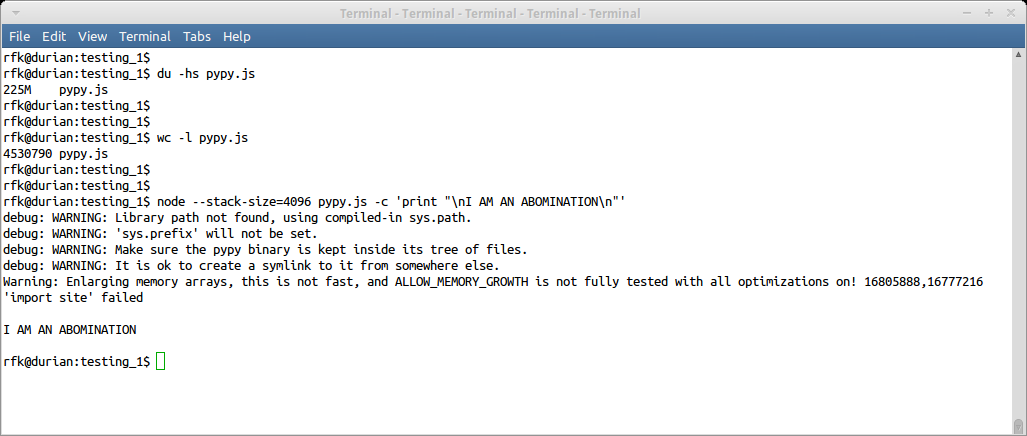 Terminal - Terminal - Terminal - Terminal - Terminal
File Edit View Terminal Tabs Help
rfk@durian:testing_1$
rfk@durian:testing_1$ du -hs pypy.js
225M    pypy.js
rfk@durian:testing_1$
rfk@durian:testing_1$
rfk@durian:testing_1$ wc -l pypy.js
4530790 pypy.js
rfk@durian:testing_1$
rfk@durian:testing_1$
rfk@durian:testing_1$ node --stack-size=4096 pypy.js -c 'print "\nI AM AN ABOMINATION\n"'
debug: WARNING: Library path not found, using compiled-in sys.path.
debug: WARNING: 'sys.prefix' will not be set.
debug: WARNING: Make sure the pypy binary is kept inside its tree of files.
debug: WARNING: It is ok to create a symlink to it from somewhere else.
Warning: Enlarging memory arrays, this is not fast, and ALLOW_MEMORY_GROWTH is not fully tested with all optimizations on! 16805888,16777216
'import site' failed
I AM AN ABOMINATION
rfk@durian:testing_1$